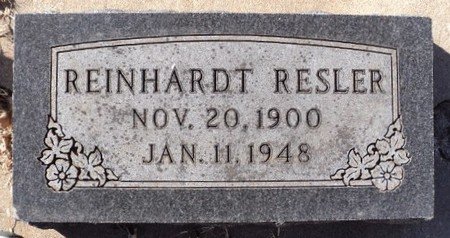 REINHARDT RESLER
NOV. 20, 1900
JAN. 11, 1948